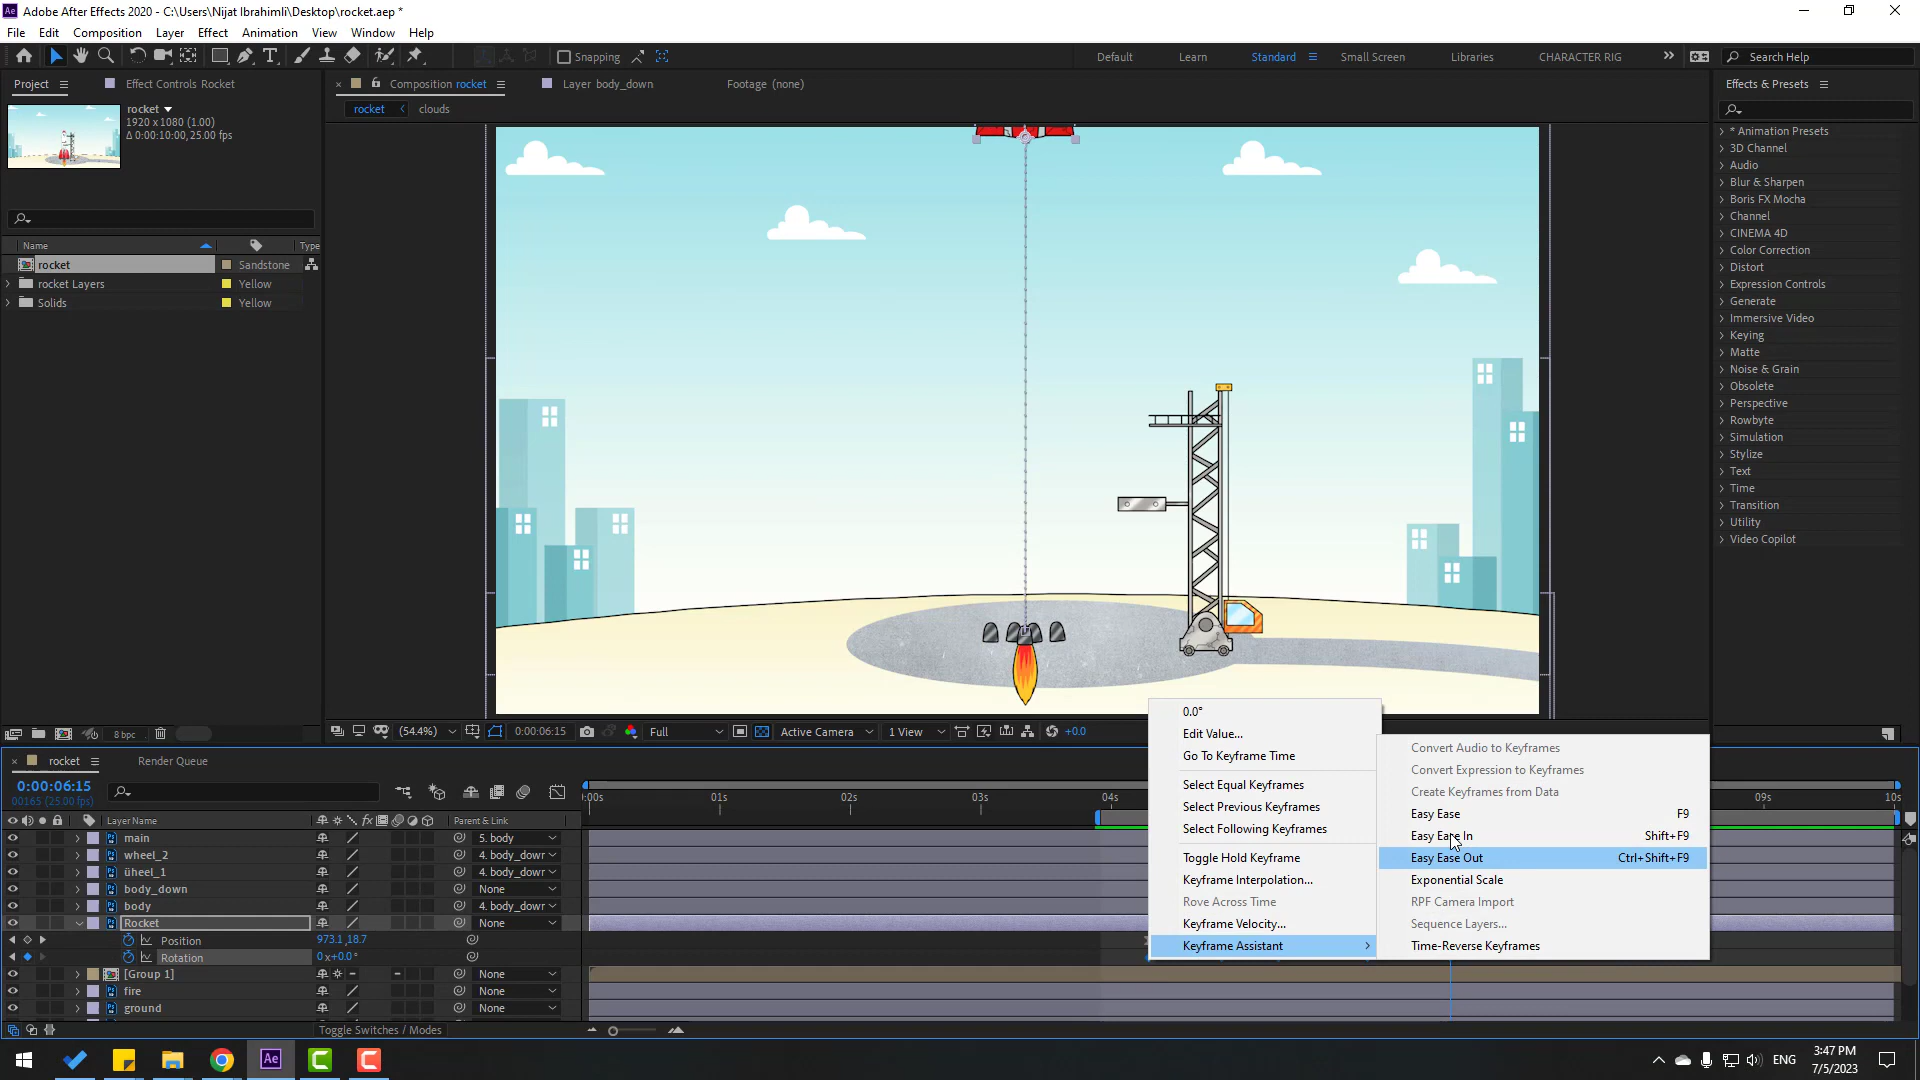 Adobe After Effects 2020 - C:\Users\Nijat Ibrahimli\Desktop\rocket.aep *
File Edit Composition Layer Effect Animation View Window Help
Snapping Default Learn Standard Small Screen Libraries CHARACTER RIG Search Help
Project Effect Controls Rocket Composition rocket Layer body_down Footage (none) Effects & Presets
rocket
1920 x 1080 (1.00)
Δ 0:00:10:00, 25.00 fps
rocket clouds
Name Type
rocket Sandstone
rocket Layers Yellow
Solids Yellow
* Animation Presets
3D Channel
Audio
Blur & Sharpen
Boris FX Mocha
Channel
CINEMA 4D
Color Correction
Distort
Expression Controls
Generate
Immersive Video
Keying
Matte
Noise & Grain
Obsolete
Perspective
Rowbyte
Simulation
Stylize
Text
Time
Transition
Utility
Video Copilot
8 bpc (54.4%) 0:00:06:15 Full Active Camera 1 View +0.0
0.0°
Edit Value...
Go To Keyframe Time
Select Equal Keyframes
Select Previous Keyframes
Select Following Keyframes
Toggle Hold Keyframe
Keyframe Interpolation...
Rove Across Time
Keyframe Velocity...
Keyframe Assistant
Convert Audio to Keyframes
Convert Expression to Keyframes
Create Keyframes from Data
Easy Ease F9
Easy Ease In Shift+F9
Easy Ease Out Ctrl+Shift+F9
Exponential Scale
RPF Camera Import
Sequence Layers...
Time-Reverse Keyframes
rocket Render Queue
0:00:06:15
00165 (25.00 fps)
:00s 01s 02s 03s 04s 09s 10s
Layer Name Parent & Link
main 5. body
wheel_2 4. body_dowr
üheel_1 4. body_dowr
body_down None
body 4. body_dowr
Rocket None
Position 973.1,18.7
Rotation 0x+0.0°
[Group 1] None
fire None
ground None
Toggle Switches / Modes
ENG 3:47 PM
7/5/2023